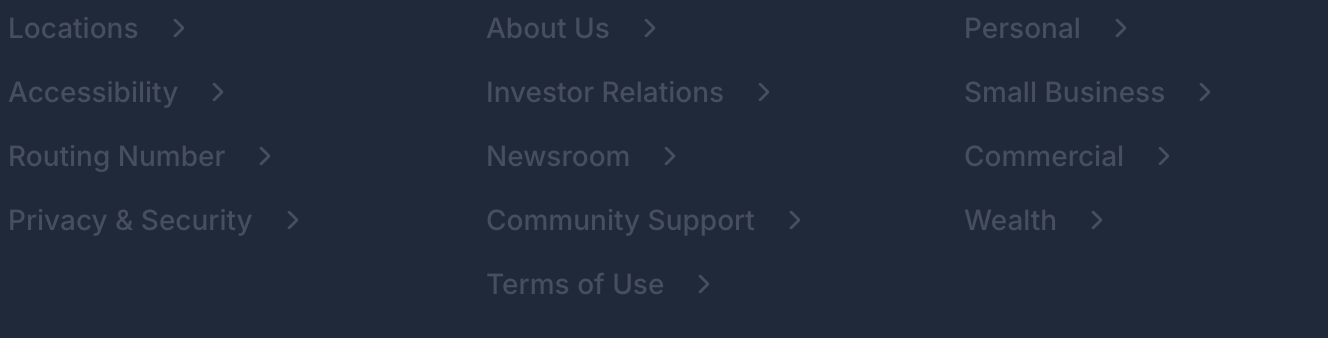 Locations
Accessibility
Routing Number
Privacy & Security
About Us
Investor Relations
Newsroom
Community Support
Terms of Use
Personal
Small Business
Commercial
Wealth